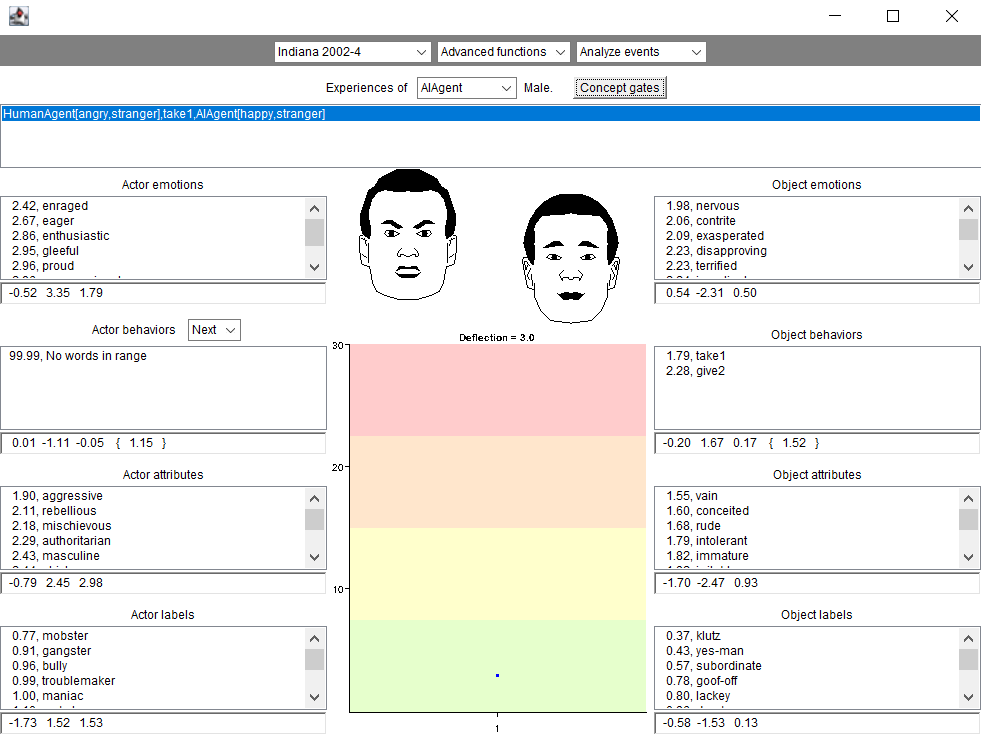 Indiana 2002-4 Advanced functions Analyze events
Experiences of AIAgent Male. Concept gates
HumanAgent[angry,stranger],take1,AIAgent[happy,stranger]
Actor emotions
2.42, enraged
2.67, eager
2.86, enthusiastic
2.95, gleeful
2.96, proud
-0.52 3.35 1.79
Object emotions
1.98, nervous
2.06, contrite
2.09, exasperated
2.23, disapproving
2.23, terrified
0.54 -2.31 0.50
Actor behaviors Next
99.99, No words in range
0.01 -1.11 -0.05 { 1.15 }
Object behaviors
1.79, take1
2.28, give2
-0.20 1.67 0.17 { 1.52 }
Actor attributes
1.90, aggressive
2.11, rebellious
2.18, mischievous
2.29, authoritarian
2.43, masculine
-0.79 2.45 2.98
Object attributes
1.55, vain
1.60, conceited
1.68, rude
1.79, intolerant
1.82, immature
-1.70 -2.47 0.93
Actor labels
0.77, mobster
0.91, gangster
0.96, bully
0.99, troublemaker
1.00, maniac
-1.73 1.52 1.53
Object labels
0.37, klutz
0.43, yes-man
0.57, subordinate
0.78, goof-off
0.80, lackey
-0.58 -1.53 0.13
Deflection = 3.0
30
20
10
1